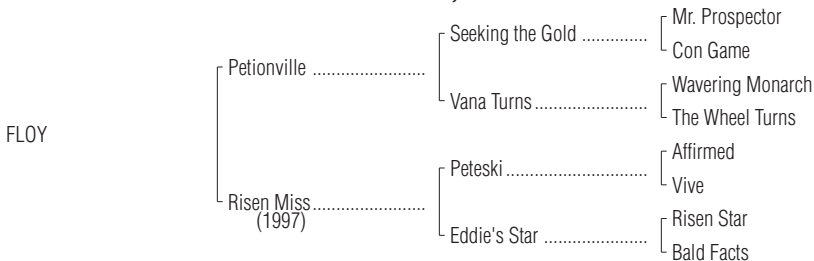 Mr. Prospector
Seeking the Gold ..............
Con Game
Petionville ........................
Wavering Monarch
Vana Turns ........................
The Wheel Turns
FLOY
Affirmed
Peteski ..............................
Vive
Risen Miss ........................
(1997)
Risen Star
Eddie's Star ......................
Bald Facts